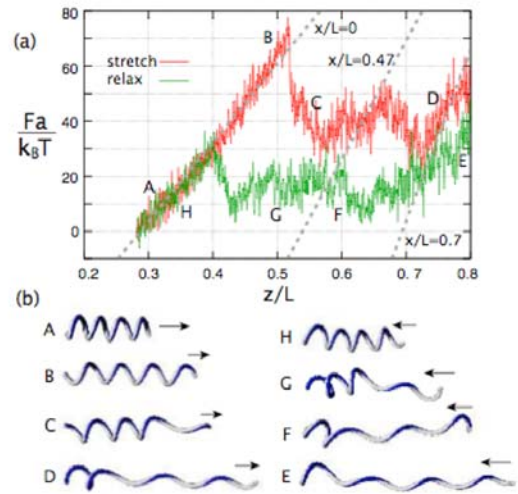 (a)
stretch
relax
Fa
k_BT
80
60
40
20
0
0.2 0.3 0.4 0.5 0.6 0.7 0.8
z/L
x/L=0
x/L=0.47
x/L=0.7
A
B
C
D
E
F
G
H
(b)
A
B
C
D
H
G
F
E